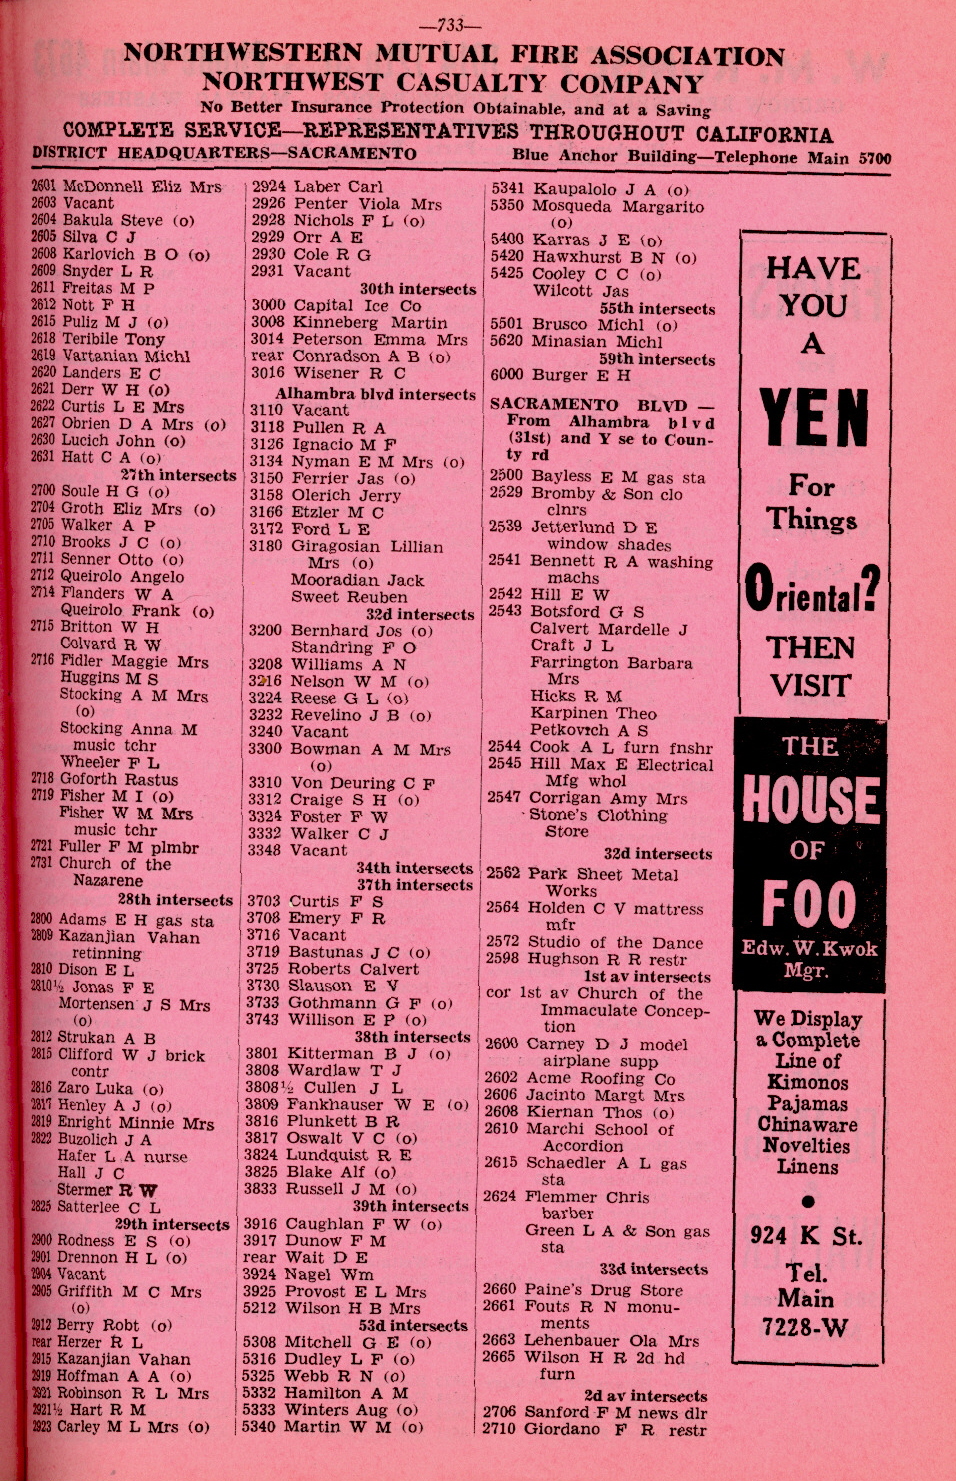 —733—
NORTHWESTERN MUTUAL FIRE ASSOCIATION
NORTHWEST CASUALTY COMPANY
No Better Insurance Protection Obtainable, and at a Saving
COMPLETE SERVICE—REPRESENTATIVES THROUGHOUT CALIFORNIA
DISTRICT HEADQUARTERS—SACRAMENTO Blue Anchor Building—Telephone Main 5700
2601 McDonnell Eliz Mrs
2603 Vacant
2604 Bakula Steve (o)
2605 Silva C J
2608 Karlovich B O (o)
2609 Snyder L R
2611 Freitas M P
2612 Nott F H
2615 Puliz M J (o)
2618 Teribile Tony
2619 Vartanian Michl
2620 Landers E C
2621 Derr W H (o)
2622 Curtis L E Mrs
2627 Obrien D A Mrs (o)
2630 Lucich John (o)
2631 Hatt C A (o)
27th intersects
2700 Soule H G (o)
2704 Groth Eliz Mrs (o)
2705 Walker A P
2710 Brooks J C (o)
2711 Senner Otto (o)
2712 Queirolo Angelo
2714 Flanders W A
Queirolo Frank (o)
2715 Britton W H
Colvard R W
2716 Fidler Maggie Mrs
Huggins M S
Stocking A M Mrs
(o)
Stocking Anna M
music tchr
Wheeler F L
2718 Goforth Rastus
2719 Fisher M I (o)
Fisher W M Mrs
music tchr
2721 Fuller F M plmbr
2731 Church of the
Nazarene
28th intersects
2800 Adams E H gas sta
2809 Kazanjian Vahan
retinning
2810 Dison E L
2810½ Jonas F E
Mortensen J S Mrs
(o)
2812 Strukan A B
2815 Clifford W J brick
contr
2816 Zaro Luka (o)
2817 Henley A J (o)
2819 Enright Minnie Mrs
2822 Buzolich J A
Hafer L A nurse
Hall J C
Stermer R W
2825 Satterlee C L
29th intersects
2900 Rodness E S (o)
2901 Drennon H L (o)
2904 Vacant
2905 Griffith M C Mrs
(o)
2912 Berry Robt (o)
rear Herzer R L
2915 Kazanjian Vahan
2919 Hoffman A A (o)
2921 Robinson R L Mrs
2921½ Hart R M
2923 Carley M L Mrs (o)
2924 Laber Carl
2926 Penter Viola Mrs
2928 Nichols F L (o)
2929 Orr A E
2930 Cole R G
2931 Vacant
30th intersects
3000 Capital Ice Co
3008 Kinneberg Martin
3014 Peterson Emma Mrs
rear Conradson A B (o)
3016 Wisener R C
Alhambra blvd intersects
3110 Vacant
3118 Pullen R A
3126 Ignacio M F
3134 Nyman E M Mrs (o)
3150 Ferrier Jas (o)
3158 Olerich Jerry
3166 Etzler M C
3172 Ford L E
3180 Giragosian Lillian
Mrs (o)
Mooradian Jack
Sweet Reuben
32d intersects
3200 Bernhard Jos (o)
Standring F O
3208 Williams A N
3216 Nelson W M (o)
3224 Reese G L (o)
3232 Revelino J B (o)
3240 Vacant
3300 Bowman A M Mrs
(o)
3310 Von Deuring C F
3312 Craige S H (o)
3324 Foster F W
3332 Walker C J
3348 Vacant
34th intersects
37th intersects
3703 Curtis F S
3708 Emery F R
3716 Vacant
3719 Bastunas J C (o)
3725 Roberts Calvert
3730 Slauson E V
3733 Gothmann G F (o)
3743 Willison E P (o)
38th intersects
3801 Kitterman B J (o)
3808 Wardlaw T J
3808½ Cullen J L
3809 Fankhauser W E (o)
3816 Plunkett B R
3817 Oswalt V C (o)
3824 Lundquist R E
3825 Blake Alf (o)
3833 Russell J M (o)
39th intersects
3916 Caughlan F W (o)
3917 Dunow F M
rear Wait D E
3924 Nagel Wm
3925 Provost E L Mrs
5212 Wilson H B Mrs
53d intersects
5308 Mitchell G E (o)
5316 Dudley L F (o)
5325 Webb R N (o)
5332 Hamilton A M
5333 Winters Aug (o)
5340 Martin W M (o)
5341 Kaupalolo J A (o)
5350 Mosqueda Margarito
(o)
5400 Karras J E (o)
5420 Hawxhurst B N (o)
5425 Cooley C C (o)
Wilcott Jas
55th intersects
5501 Brusco Michl (o)
5620 Minasian Michl
59th intersects
6000 Burger E H
SACRAMENTO BLVD —
From Alhambra blvd
(31st) and Y se to Coun-
ty rd
2500 Bayless E M gas sta
2529 Bromby & Son clo
clnrs
2539 Jetterlund D E
window shades
2541 Bennett R A washing
machs
2542 Hill E W
2543 Botsford G S
Calvert Mardelle J
Craft J L
Farrington Barbara
Mrs
Hicks R M
Karpinen Theo
Petkovich A S
2544 Cook A L furn fnshr
2545 Hill Max E Electrical
Mfg whol
2547 Corrigan Amy Mrs
Stone's Clothing
Store
32d intersects
2562 Park Sheet Metal
Works
2564 Holden C V mattress
mfr
2572 Studio of the Dance
2598 Hughson R R restr
1st av intersects
cor 1st av Church of the
Immaculate Concep-
tion
2600 Carney D J model
airplane supp
2602 Acme Roofing Co
2606 Jacinto Margt Mrs
2608 Kiernan Thos (o)
2610 Marchi School of
Accordion
2615 Schaedler A L gas
sta
2624 Flemmer Chris
barber
Green L A & Son gas
sta
33d intersects
2660 Paine's Drug Store
2661 Fouts R N monu-
ments
2663 Lehenbauer Ola Mrs
2665 Wilson H R 2d hd
furn
2d av intersects
2706 Sanford F M news dlr
2710 Giordano F R restr
HAVE
YOU
A
YEN
For
Things
Oriental?
THEN
VISIT
THE
HOUSE
OF
FOO
Edw. W. Kwok
Mgr.
We Display
a Complete
Line of
Kimonos
Pajamas
Chinaware
Novelties
Linens
●
924 K St.
Tel.
Main
7228-W